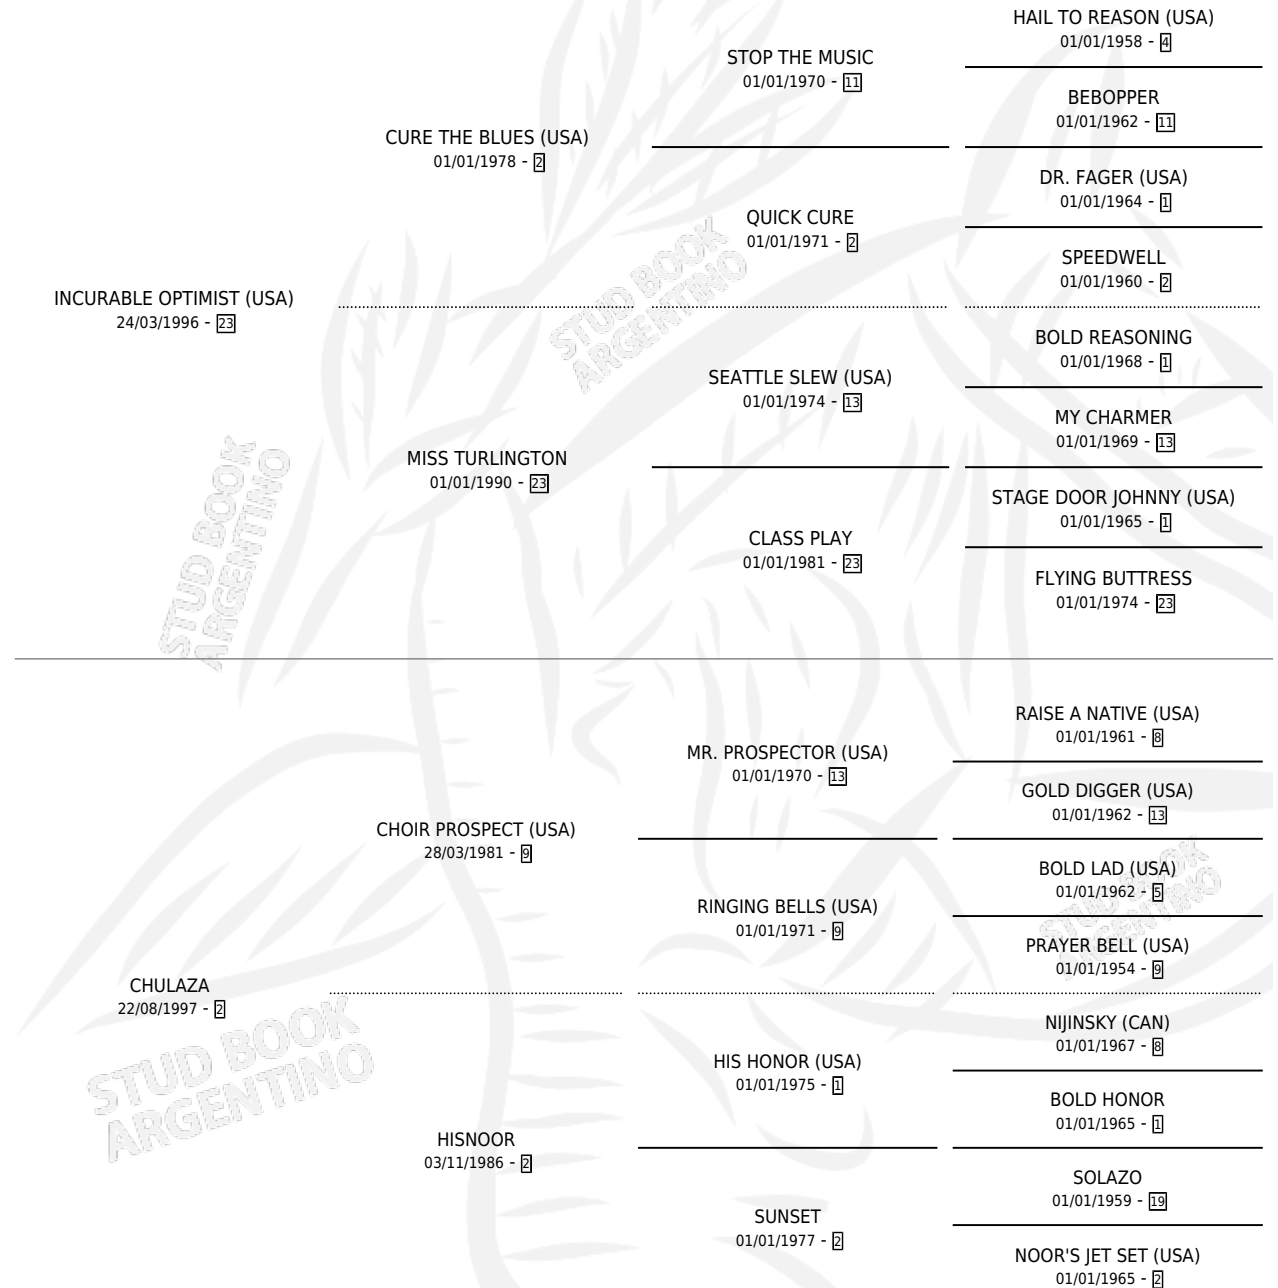 HAIL TO REASON (USA)
01/01/1958 - 4
STOP THE MUSIC
01/01/1970 - 11
BEBOPPER
01/01/1962 - 11
CURE THE BLUES (USA)
01/01/1978 - 2
DR. FAGER (USA)
01/01/1964 - 1
QUICK CURE
01/01/1971 - 2
SPEEDWELL
01/01/1960 - 2
INCURABLE OPTIMIST (USA)
24/03/1996 - 23
STUD BOOK
ARGENTINO
BOLD REASONING
01/01/1968 - 1
SEATTLE SLEW (USA)
01/01/1974 - 13
MY CHARMER
01/01/1969 - 13
MISS TURLINGTON
01/01/1990 - 23
STAGE DOOR JOHNNY (USA)
01/01/1965 - 1
CLASS PLAY
01/01/1981 - 23
FLYING BUTTRESS
01/01/1974 - 23
STUD BOOK
ARGENTINO
RAISE A NATIVE (USA)
01/01/1961 - 8
MR. PROSPECTOR (USA)
01/01/1970 - 13
GOLD DIGGER (USA)
01/01/1962 - 13
CHOIR PROSPECT (USA)
28/03/1981 - 9
BOLD LAD (USA)
01/01/1962 - 5
RINGING BELLS (USA)
01/01/1971 - 9
PRAYER BELL (USA)
01/01/1954 - 9
STUD BOOK
ARGENTINO
CHULAZA
22/08/1997 - 2
NIJINSKY (CAN)
01/01/1967 - 8
HIS HONOR (USA)
01/01/1975 - 1
BOLD HONOR
01/01/1965 - 1
STUD BOOK
ARGENTINO
HISNOOR
03/11/1986 - 2
SOLAZO
01/01/1959 - 19
SUNSET
01/01/1977 - 2
NOOR'S JET SET (USA)
01/01/1965 - 2